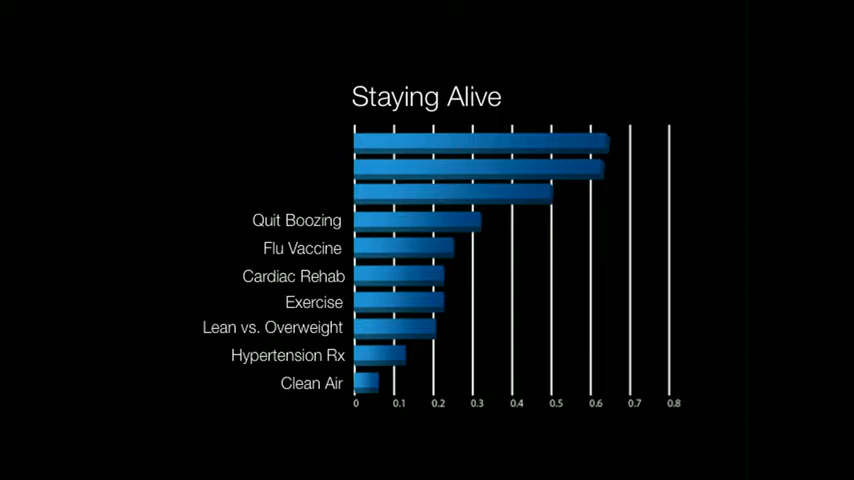 Staying Alive
Quit Boozing
Flu Vaccine
Cardiac Rehab
Exercise
Lean vs. Overweight
Hypertension Rx
Clean Air
0 0.1 0.2 0.3 0.4 0.5 0.6 0.7 0.8